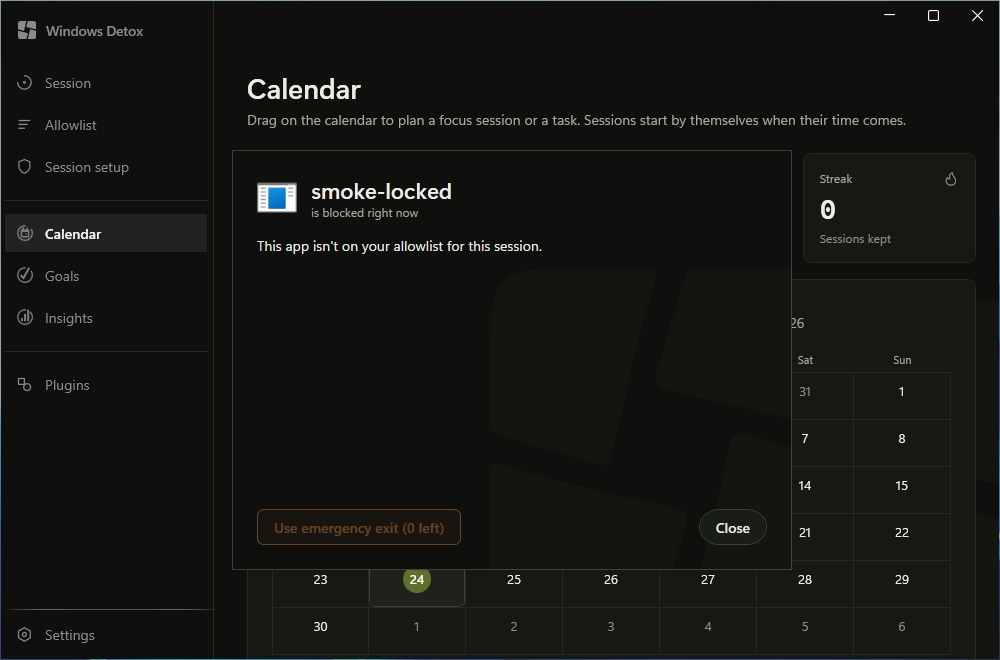 Windows Detox
Session
Allowlist
Session setup
Calendar
Goals
Insights
Plugins
Settings
Calendar
Drag on the calendar to plan a focus session or a task. Sessions start by themselves when their time comes.
smoke-locked
is blocked right now
This app isn't on your allowlist for this session.
Use emergency exit (0 left)
Close
Streak
0
Sessions kept
26
Sat Sun
31 1
7 8
14 15
21 22
23 24 25 26 27 28 29
30 1 2 3 4 5 6